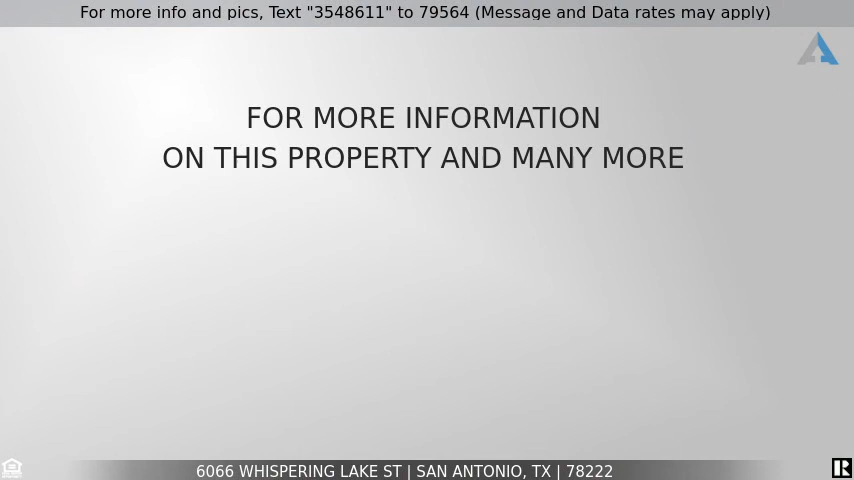 For more info and pics, Text "3548611" to 79564 (Message and Data rates may apply)
FOR MORE INFORMATION
ON THIS PROPERTY AND MANY MORE
6066 WHISPERING LAKE ST | SAN ANTONIO, TX | 78222